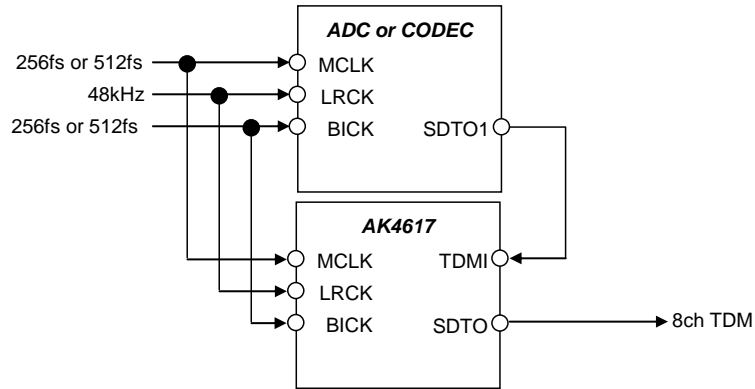 ADC or CODEC
256fs or 512fs
MCLK
48kHz
LRCK
256fs or 512fs
BICK
SDTO1
AK4617
MCLK
TDMI
LRCK
BICK
SDTO
8ch TDM